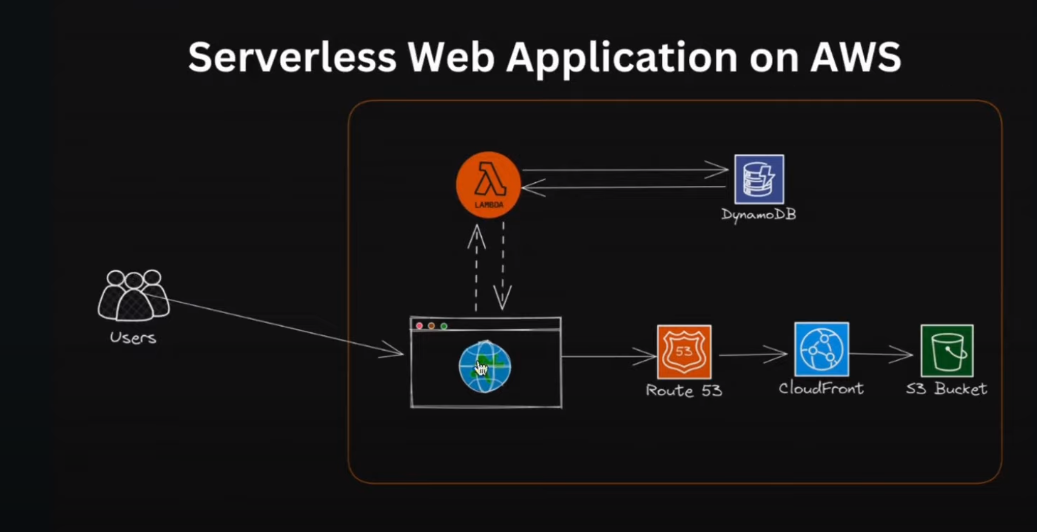 Serverless Web Application on AWS
LAMBDA
DynamoDB
Users
53
Route 53
CloudFront
S3 Bucket